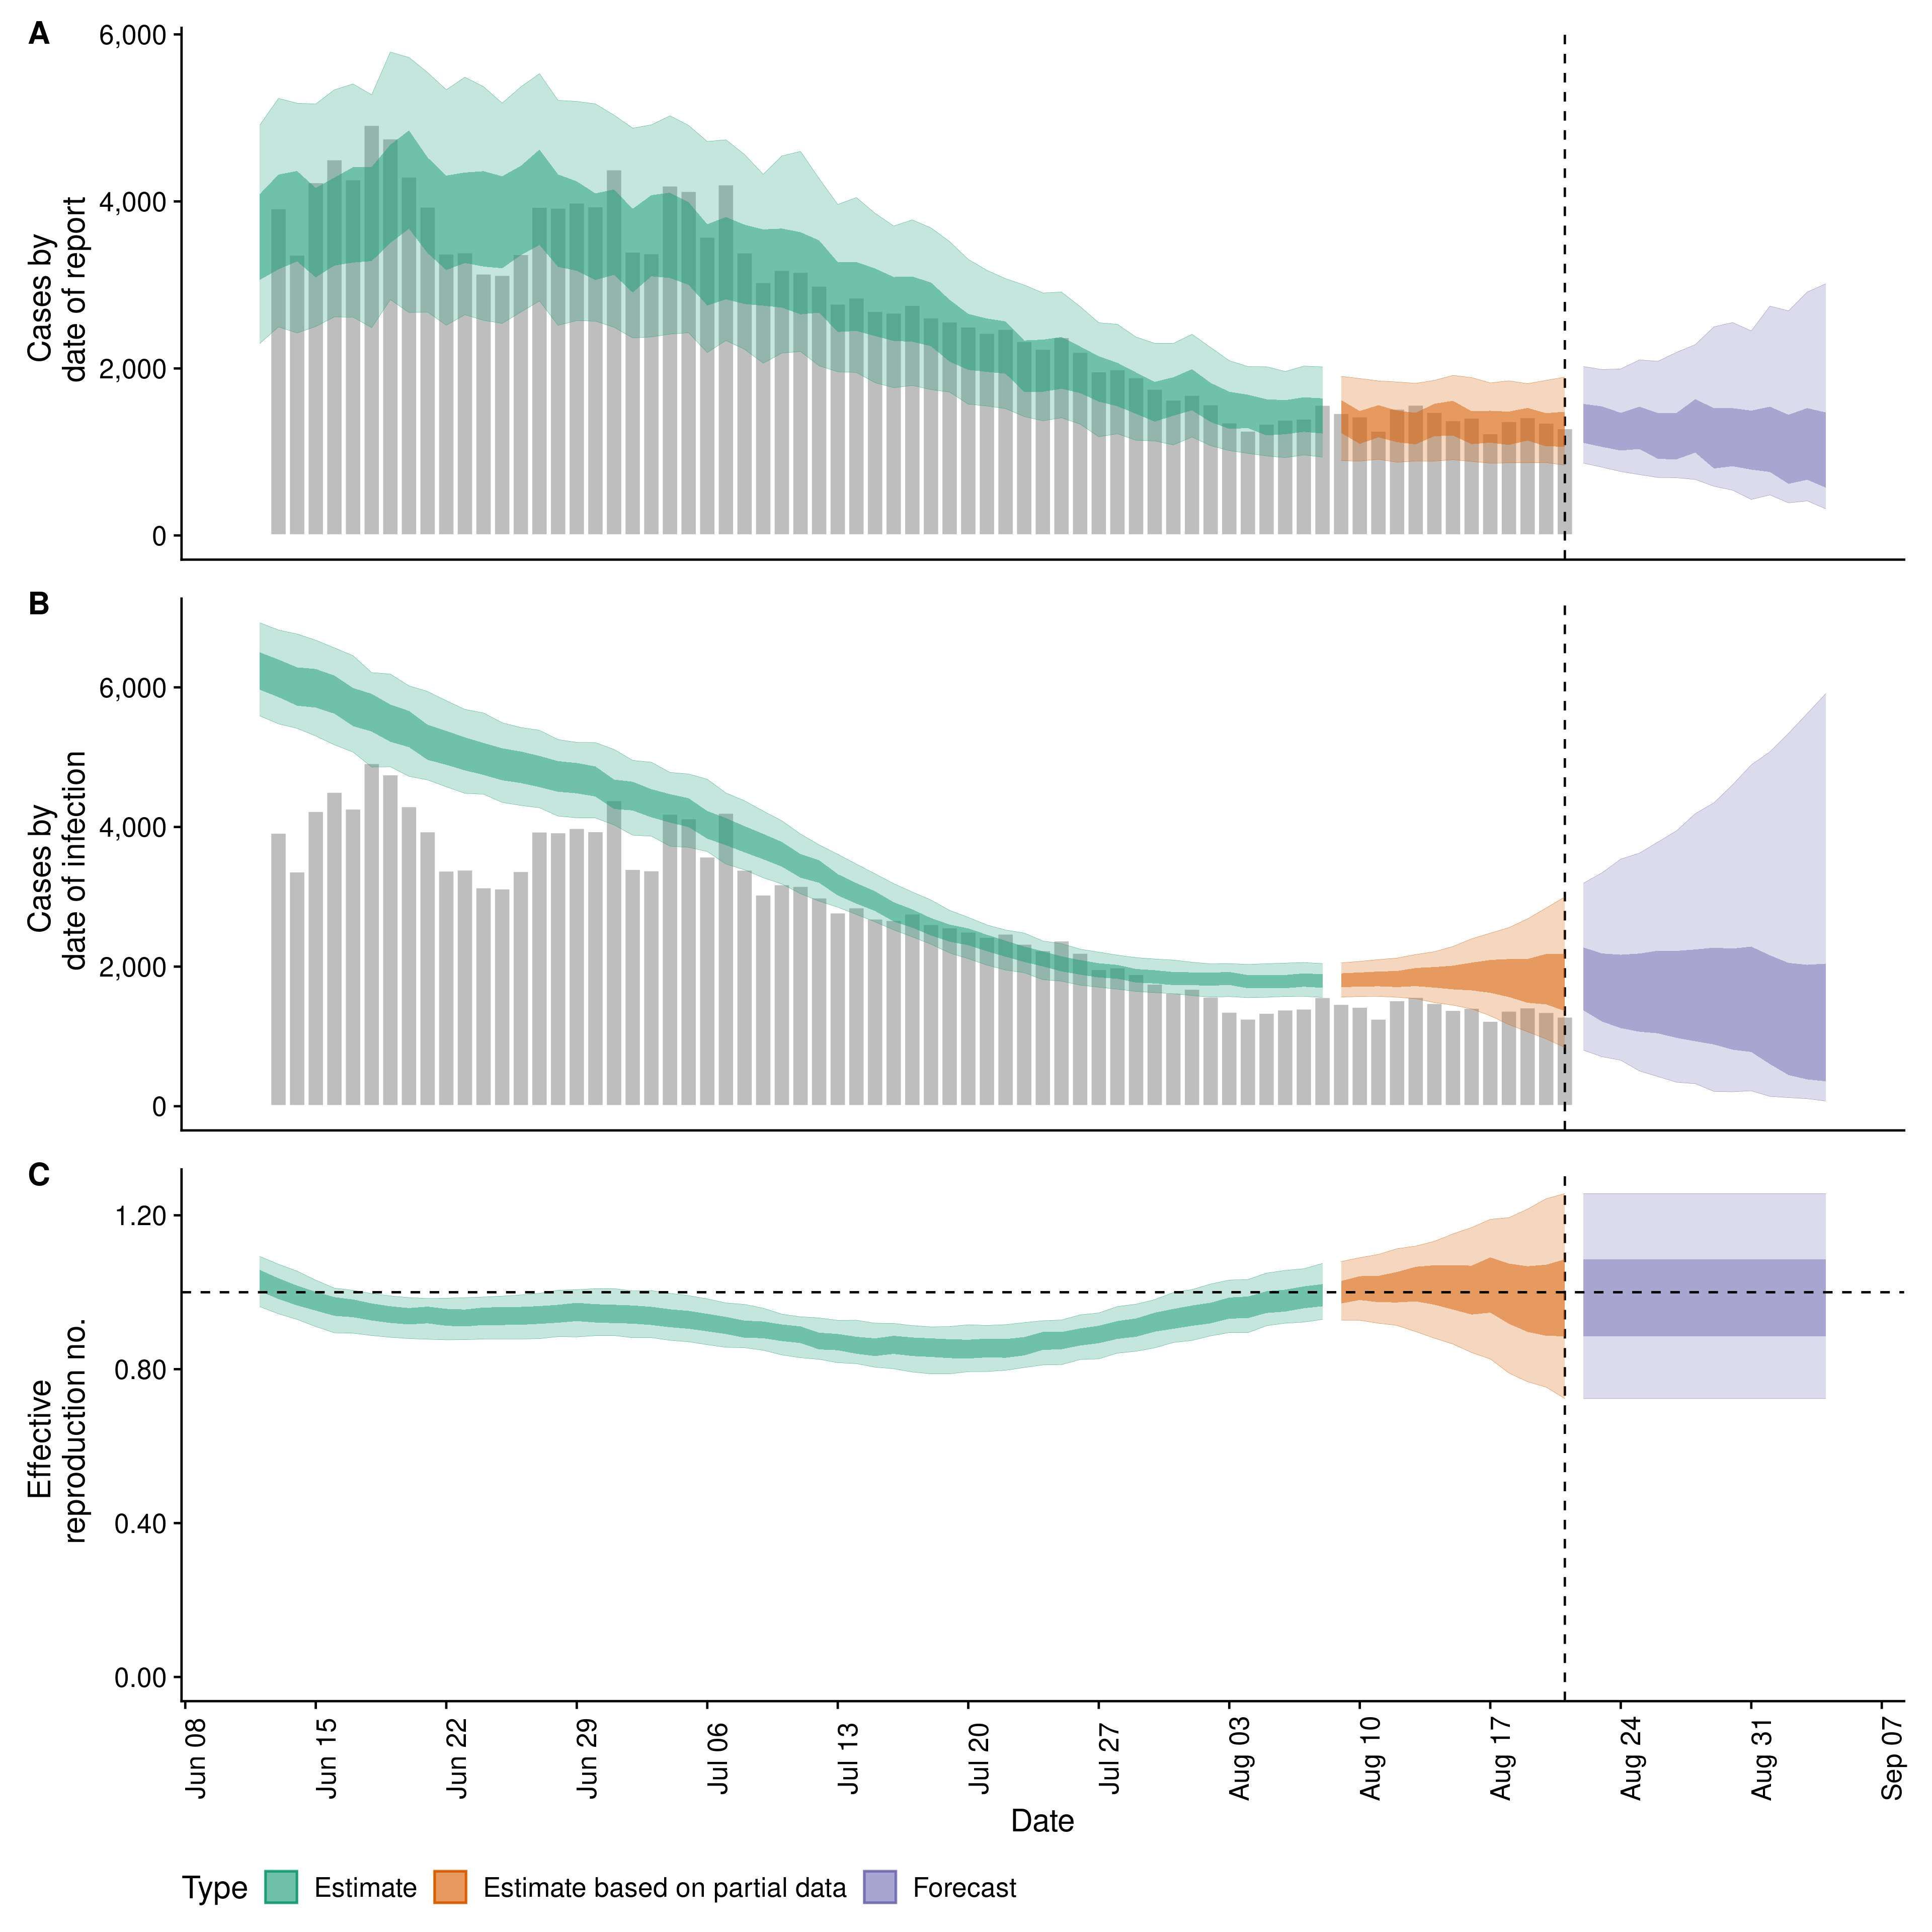 A
6,000
4,000
2,000
0
Cases by
date of report
B
6,000
4,000
2,000
0
Cases by
date of infection
C
1.20
0.80
0.40
0.00
Effective
reproduction no.
Jun 08
Jun 15
Jun 22
Jun 29
Jul 06
Jul 13
Jul 20
Jul 27
Aug 03
Aug 10
Aug 17
Aug 24
Aug 31
Sep 07
Date
Type Estimate Estimate based on partial data Forecast